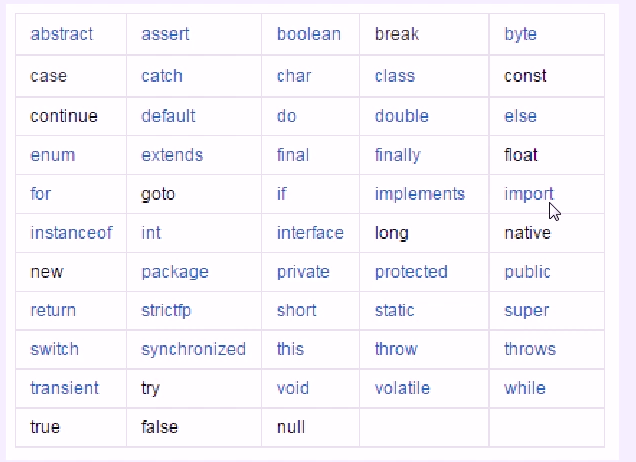 abstract assert boolean break byte
case catch char class const
continue default do double else
enum extends final finally float
for goto if implements import
instanceof int interface long native
new package private protected public
return strictfp short static super
switch synchronized this throw throws
transient try void volatile while
true false null